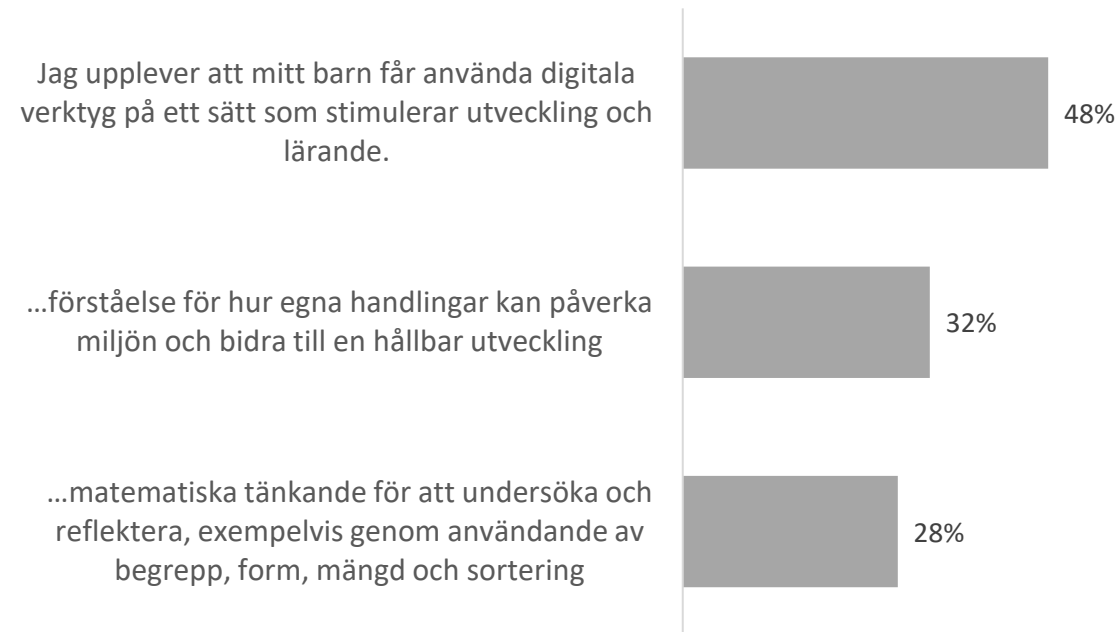 Jag upplever att mitt barn får använda digitala
verktyg på ett sätt som stimulerar utveckling och
lärande.
48%
…förståelse för hur egna handlingar kan påverka
miljön och bidra till en hållbar utveckling
32%
…matematiska tänkande för att undersöka och
reflektera, exempelvis genom användande av
begrepp, form, mängd och sortering
28%